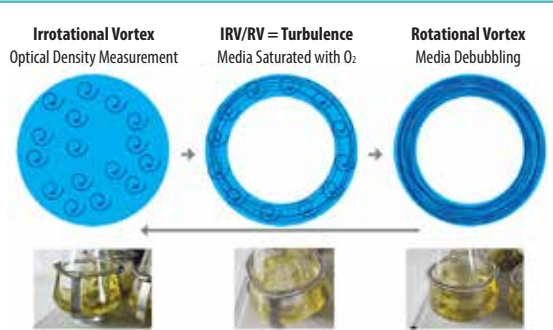 Irrotational Vortex
Optical Density Measurement
IRV/RV = Turbulence
Media Saturated with O₂
Rotational Vortex
Media Debubbling